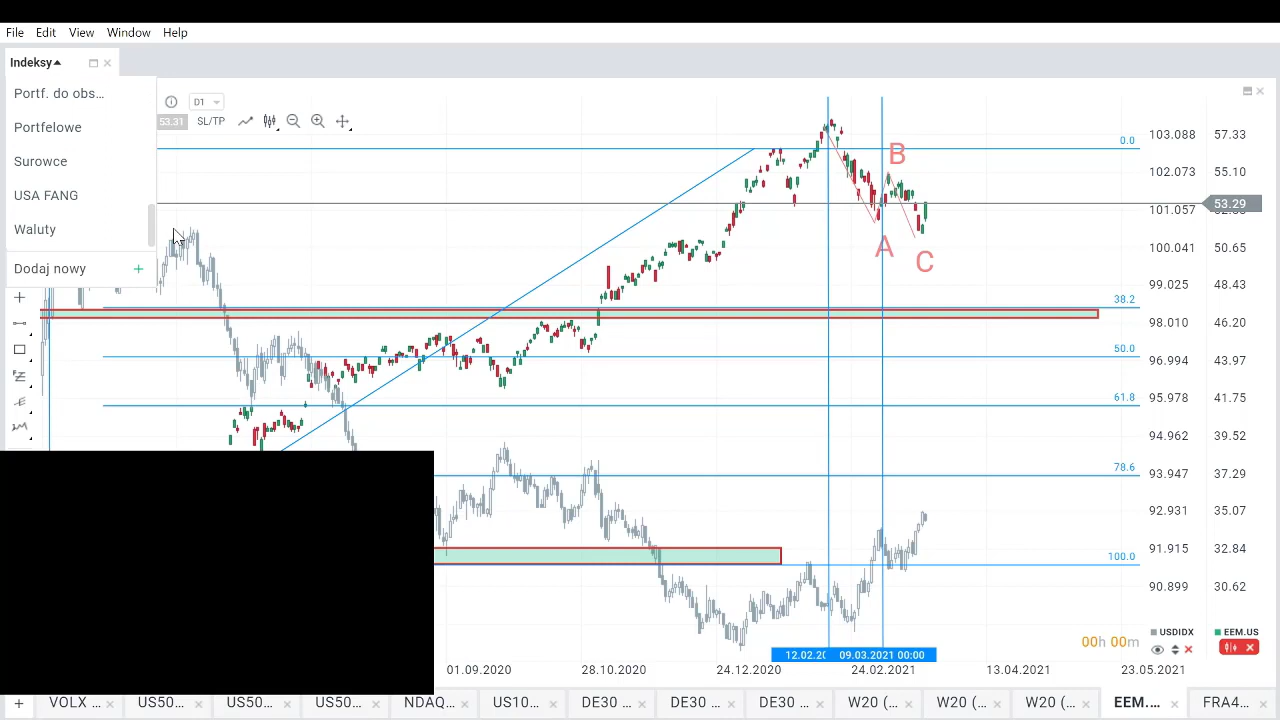 File Edit View Window Help
Indeksy
Portf. do obs...
Portfelowe
Surowce
USA FANG
Waluty
Dodaj nowy +
D1
53.31 SL/TP
0.0
38.2
50.0
61.8
78.6
100.0
A
B
C
103.088 57.33
102.073 55.10
101.057
53.29
100.041 50.65
99.025 48.43
98.010 46.20
96.994 43.97
95.978 41.75
94.962 39.52
93.947 37.29
92.931 35.07
91.915 32.84
90.899 30.62
USDIDX EEM.US
00h 00m
12.02.20 09.03.2021 00:00
01.09.2020 28.10.2020 24.12.2020 24.02.2021 13.04.2021 23.05.2021
+ VOLX ... US50... US50... US50... NDAQ... US10... DE30 ... DE30 ... DE30 ... W20 (... W20 (... W20 (... EEM.... FRA4...